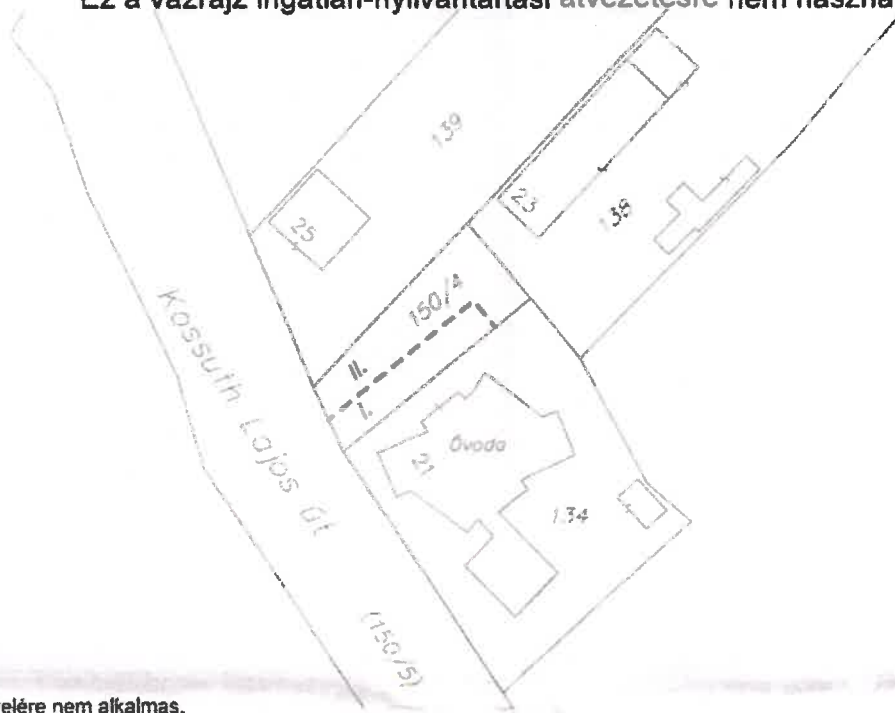 Ez a vázrajz ingatlan-nyilvántartási átvezetésre nem haszná
139
25
23
138
150/4
II.
I.
Kossuth Lajos út
Óvoda
21
134
(150/5)
elére nem alkalmas.